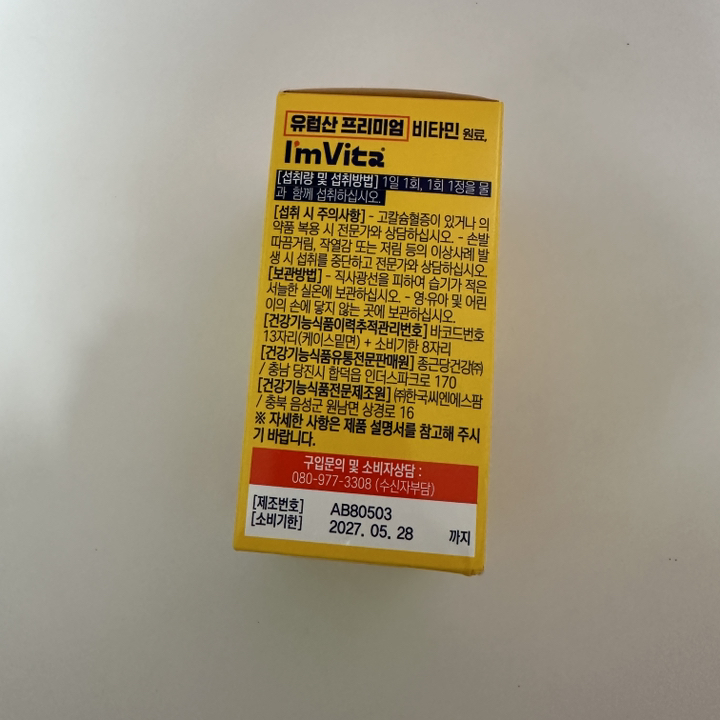 유럽산 프리미엄 비타민 원료,
I'mVita
[섭취량 및 섭취방법] 1일 1회, 1회 1정을 물
과 함께 섭취하십시오.
[섭취 시 주의사항] - 고칼슘혈증이 있거나 의
약품 복용 시 전문가와 상담하십시오. - 손발
따끔거림, 작열감 또는 저림 등의 이상사례 발
생 시 섭취를 중단하고 전문가와 상담하십시오.
[보관방법] - 직사광선을 피하여 습기가 적은
서늘한 실온에 보관하십시오. - 영·유아 및 어린
이의 손에 닿지 않는 곳에 보관하십시오.
[건강기능식품이력추적관리번호] 바코드번호
13자리(케이스밑면) + 소비기한 8자리
[건강기능식품유통전문판매원] 종근당건강㈜
/ 충남 당진시 합덕읍 인더스파크로 170
[건강기능식품전문제조원] ㈜한국씨엔에스팜
/ 충북 음성군 원남면 상경로 16
※ 자세한 사항은 제품 설명서를 참고해 주시
기 바랍니다.
구입문의 및 소비자상담 :
080-977-3308 (수신자부담)
[제조번호] AB80503
[소비기한] 2027. 05. 28 까지